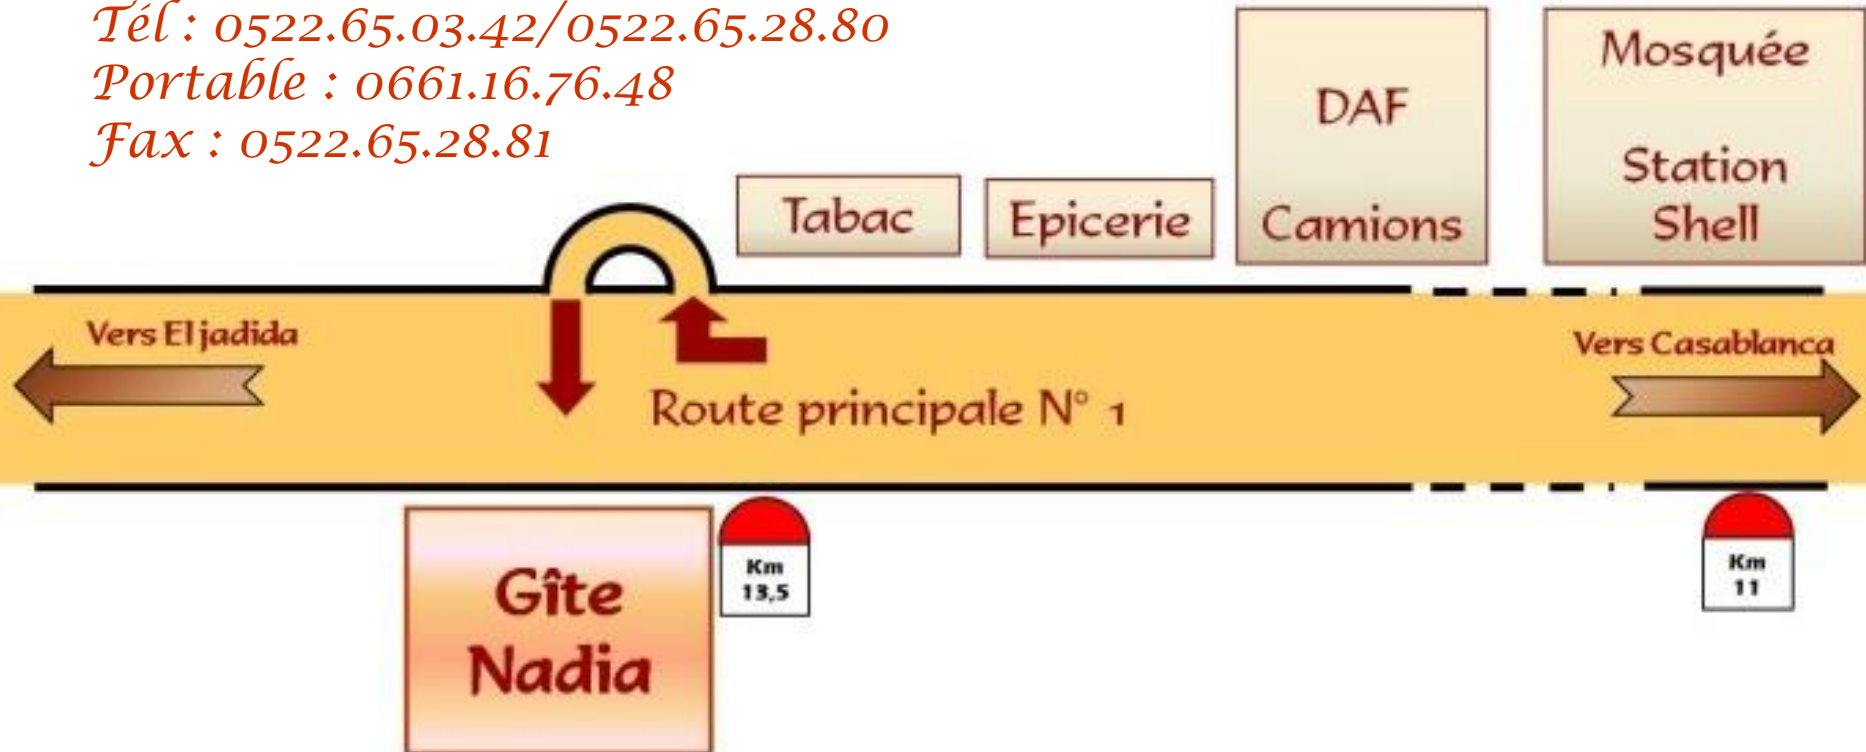 Tél : 0522.65.03.42/0522.65.28.80
Portable : 0661.16.76.48
Fax : 0522.65.28.81
Tabac
Epicerie
DAF
Camions
Mosquée
Station
Shell
Vers El jadida
Vers Casablanca
Route principale N° 1
Gîte
Nadia
Km
13,5
Km
11